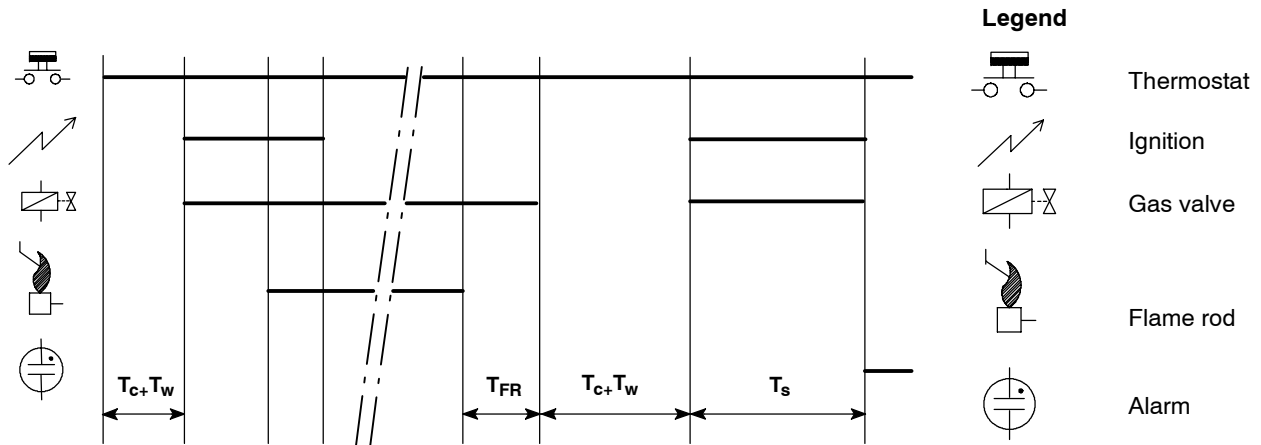 Legend
Thermostat
Ignition
Gas valve
Flame rod
Alarm
Tc+Tw
TFR
Tc+Tw
Ts